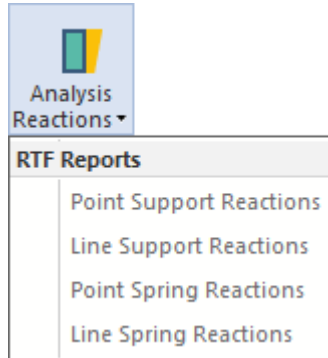 Analysis
Reactions
RTF Reports
Point Support Reactions
Line Support Reactions
Point Spring Reactions
Line Spring Reactions